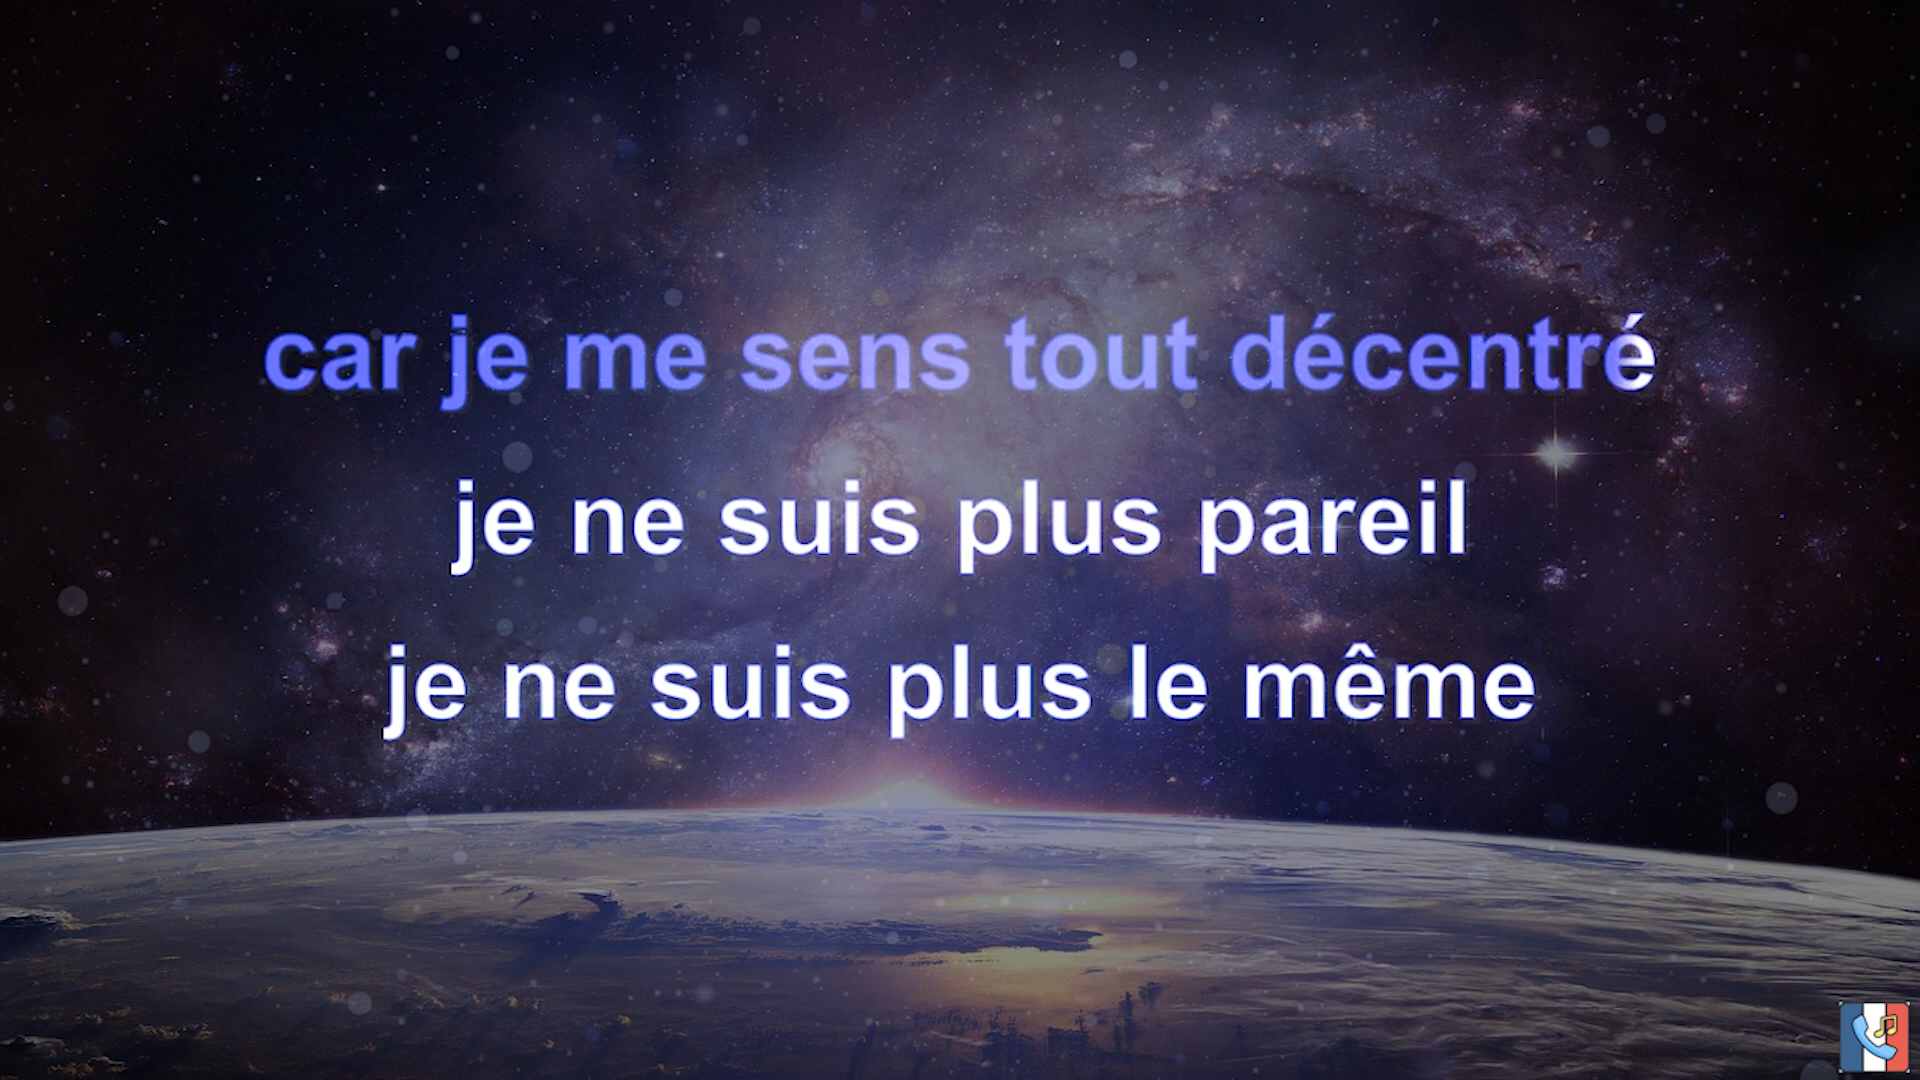 car je me sens tout décentré
je ne suis plus pareil
je ne suis plus le même